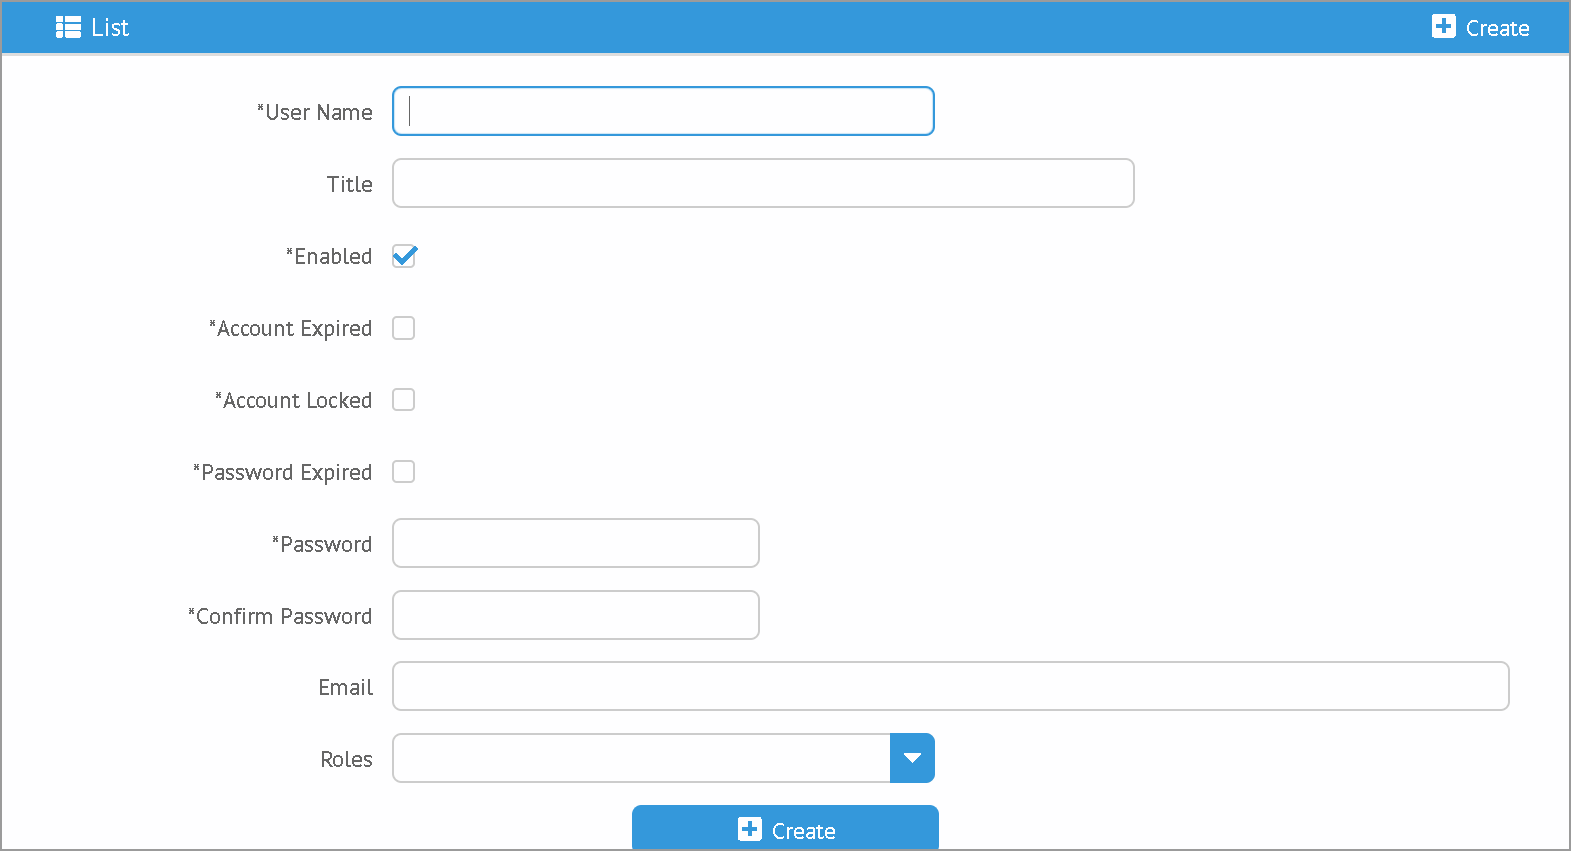 List
Create
*User Name
Title
*Enabled
*Account Expired
*Account Locked
*Password Expired
*Password
*Confirm Password
Email
Roles
Create